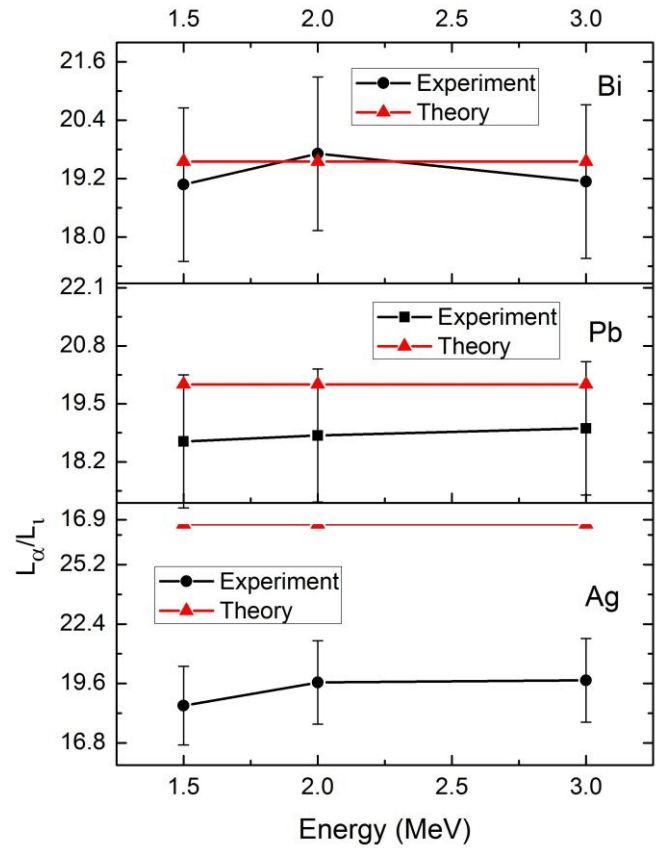 1.5 2.0 2.5 3.0
21.6
Experiment
Bi
20.4
Theory
19.2
18.0
22.1
Experiment
Pb
20.8
Theory
19.5
18.2
16.9
Lα/Lι
25.2
Experiment
Ag
Theory
22.4
19.6
16.8
1.5 2.0 2.5 3.0
Energy (MeV)